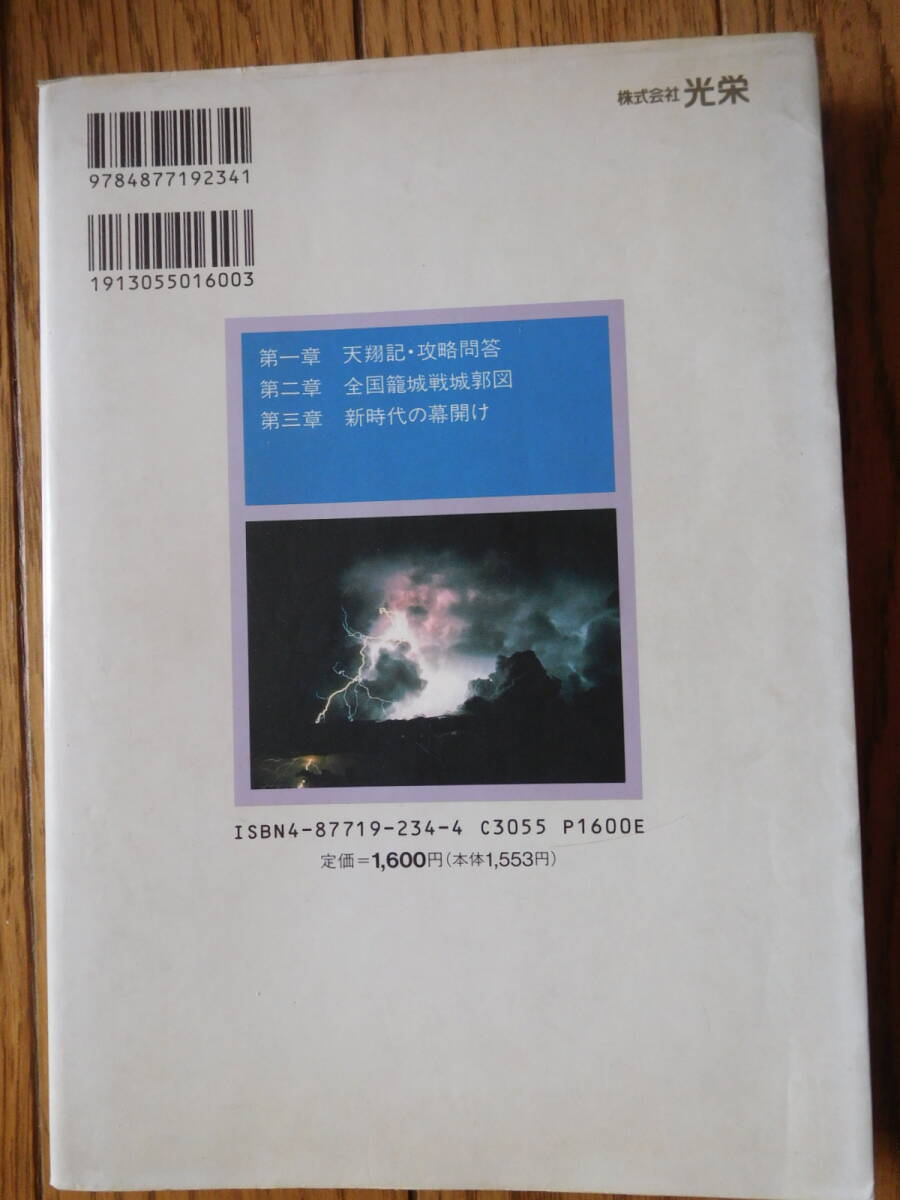 株式会社 光栄
9784877192341
1913055016003
第一章 天翔記・攻略問答
第二章 全国籠城戦城郭図
第三章 新時代の幕開け
ISBN4-87719-234-4 C3055 P1600E
定価＝1,600円(本体1,553円)